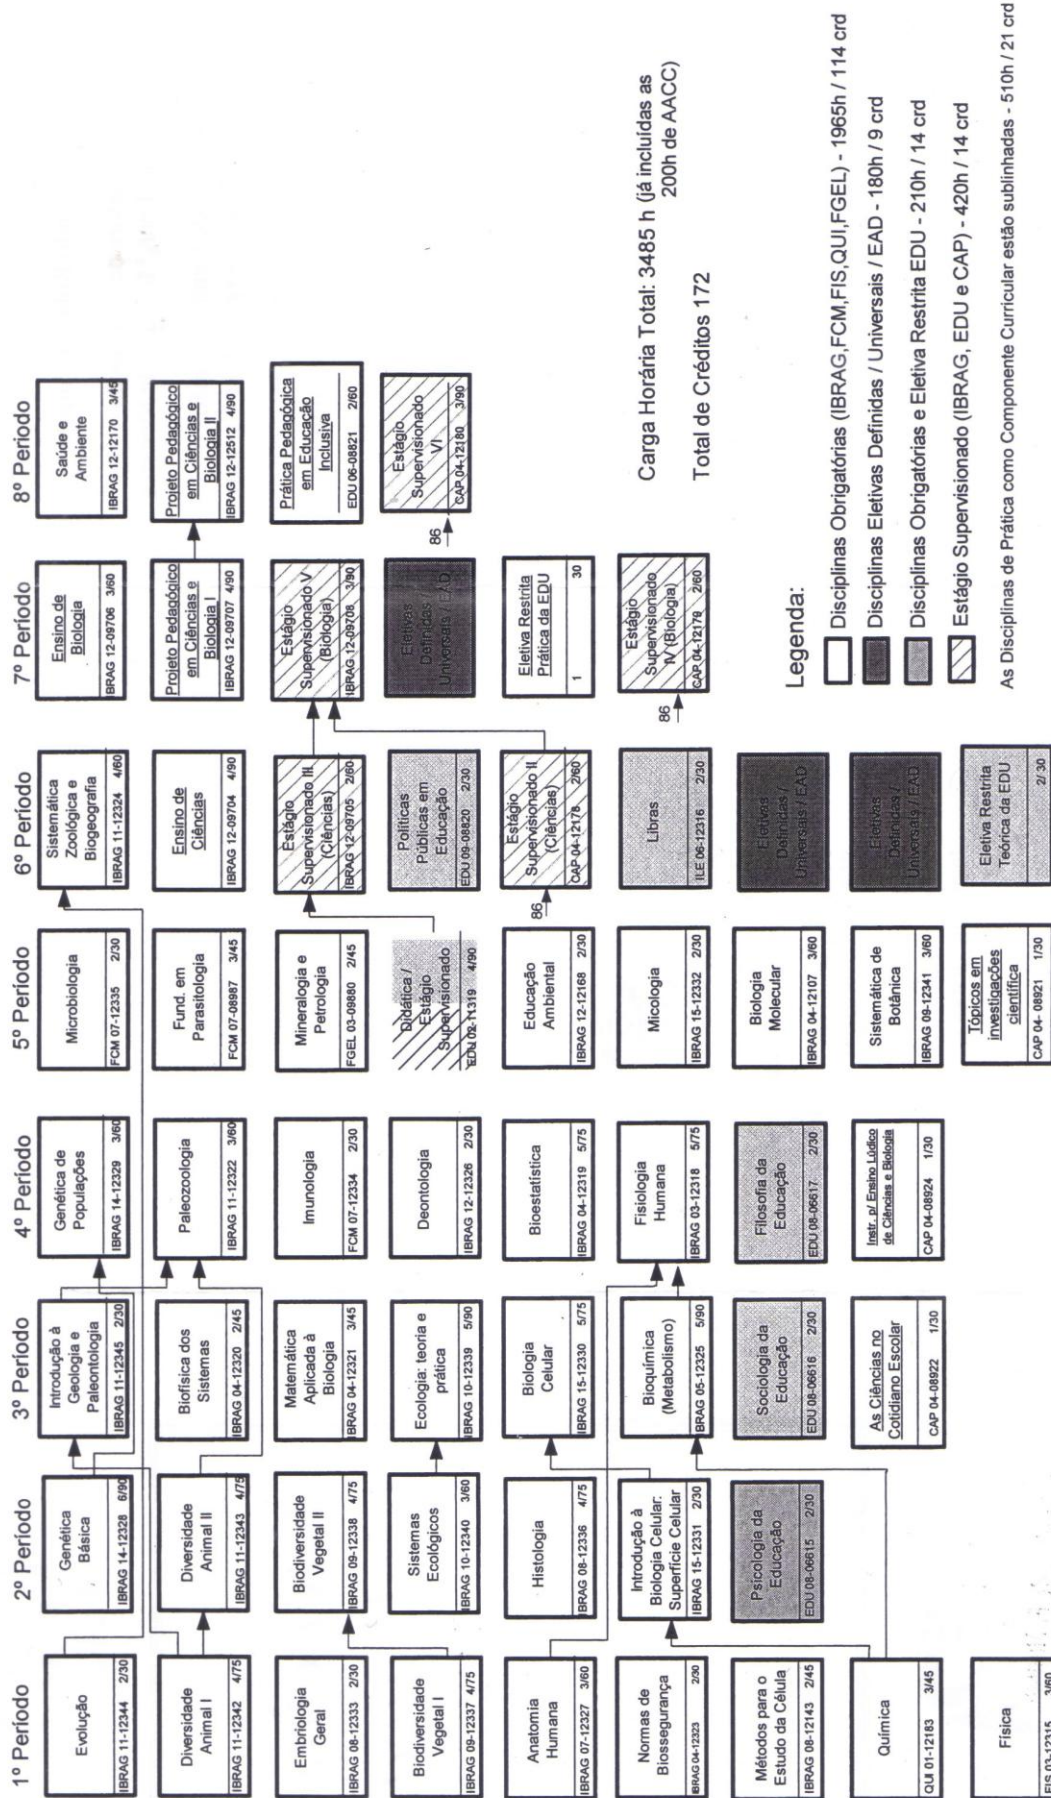 1º Período
Evolução
IBRAG 11-12344 2/30
Diversidade
Animal I
IBRAG 11-12342 4/75
Embriologia
Geral
IBRAG 08-12333 2/30
Biodiversidade
Vegetal I
IBRAG 09-12337 4/75
Anatomia
Humana
IBRAG 07-12327 3/60
Normas de
Biossegurança
IBRAG 04-12323 2/30
Métodos para o
Estudo da Célula
IBRAG 08-12143 2/45
Química
QUI 01-12183 3/45
Física
FIS 03-12315 3/60
2º Período
Genética
Básica
IBRAG 14-12328 6/90
Diversidade
Animal II
IBRAG 11-12343 4/75
Biodiversidade
Vegetal II
IBRAG 09-12338 4/75
Sistemas
Ecológicos
IBRAG 10-12340 3/60
Histologia
IBRAG 08-12336 4/75
Introdução à
Biologia Celular:
Superfície Celular
IBRAG 15-12331 2/30
Psicologia da
Educação
EDU 08-06615 2/30
3º Período
Introdução à
Geologia e
Paleontologia
IBRAG 11-12345 2/30
Biofísica dos
Sistemas
IBRAG 04-12320 2/45
Matemática
Aplicada à
Biologia
IBRAG 04-12321 3/45
Ecologia: teoria e
prática
IBRAG 10-12339 5/90
Biologia
Celular
IBRAG 15-12330 5/75
Bioquímica
(Metabolismo)
IBRAG 05-12325 5/90
Sociologia da
Educação
EDU 08-06616 2/30
As Ciências no
Cotidiano Escolar
CAP 04-08922 1/30
4º Período
Genética de
Populações
IBRAG 14-12329 3/60
Paleozoologia
IBRAG 11-12322 3/60
Imunologia
FCM 07-12334 2/30
Deontologia
IBRAG 12-12326 2/30
Bioestatística
IBRAG 04-12319 5/75
Fisiologia
Humana
IBRAG 03-12318 5/75
Filosofia da
Educação
EDU 08-06617 2/30
Instr. p/ Ensino Lúdico
de Ciências e Biologia
CAP 04-08924 1/30
5º Período
Microbiologia
FCM 07-12335 2/30
Fund. em
Parasitologia
FCM 07-08987 3/45
Mineralogia e
Petrologia
FGEL 03-09880 2/45
Didática /
Estágio
Supervisionado
EDU 02-11319 4/90
Educação
Ambiental
IBRAG 12-12168 2/30
Micologia
IBRAG 15-12332 2/30
Biologia
Molecular
IBRAG 04-12107 3/60
Sistemática de
Botânica
IBRAG 09-12341 3/60
Tópicos em
investigações
científica
CAP 04- 08921 1/30
6º Período
Sistemática
Zoológica e
Biogeografia
IBRAG 11-12324 4/60
Ensino de
Ciências
IBRAG 12-09704 4/90
Estágio
Supervisionado III
(Ciências)
IBRAG 12-09705 2/60
Políticas
Públicas em
Educação
EDU 09-08820 2/30
86
Estágio
Supervisionado II
(Ciências)
CAP 04-12178 2/60
Libras
ILE 06-12316 2/30
Eletivas
Definidas /
Universais / EAD
Eletivas
Definidas /
Universais / EAD
Eletiva Restrita
Teórica da EDU
2/ 30
7º Período
Ensino de
Biologia
IBRAG 12-09706 3/60
Projeto Pedagógico
em Ciências e
Biologia I
IBRAG 12-09707 4/90
Estágio
Supervisionado V
(Biologia)
IBRAG 12-09708 3/90
Eletivas
Definidas /
Universais / EAD
Eletiva Restrita
Prática da EDU
1 30
86
Estágio
Supervisionado
IV (Biologia)
CAP 04-12179 2/60
8º Período
Saúde e
Ambiente
IBRAG 12-12170 3/45
Projeto Pedagógico
em Ciências e
Biologia II
IBRAG 12-12512 4/90
Prática Pedagógica
em Educação
Inclusiva
EDU 06-08821 2/60
86
Estágio
Supervisionado
VI
CAP 04-12180 3/90
Carga Horária Total: 3485 h (já incluídas as
200h de AACC)
Total de Créditos 172
Legenda:
Disciplinas Obrigatórias (IBRAG,FCM,FIS,QUI,FGEL) - 1965h / 114 crd
Disciplinas Eletivas Definidas / Universais / EAD - 180h / 9 crd
Disciplinas Obrigatórias e Eletiva Restrita EDU - 210h / 14 crd
Estágio Supervisionado (IBRAG, EDU e CAP) - 420h / 14 crd
As Disciplinas de Prática como Componente Curricular estão sublinhadas - 510h / 21 crd